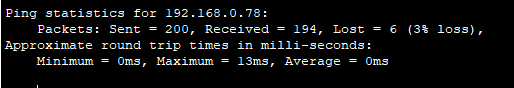 Ping statistics for 192.168.0.78:
    Packets: Sent = 200, Received = 194, Lost = 6 (3% loss),
Approximate round trip times in milli-seconds:
    Minimum = 0ms, Maximum = 13ms, Average = 0ms